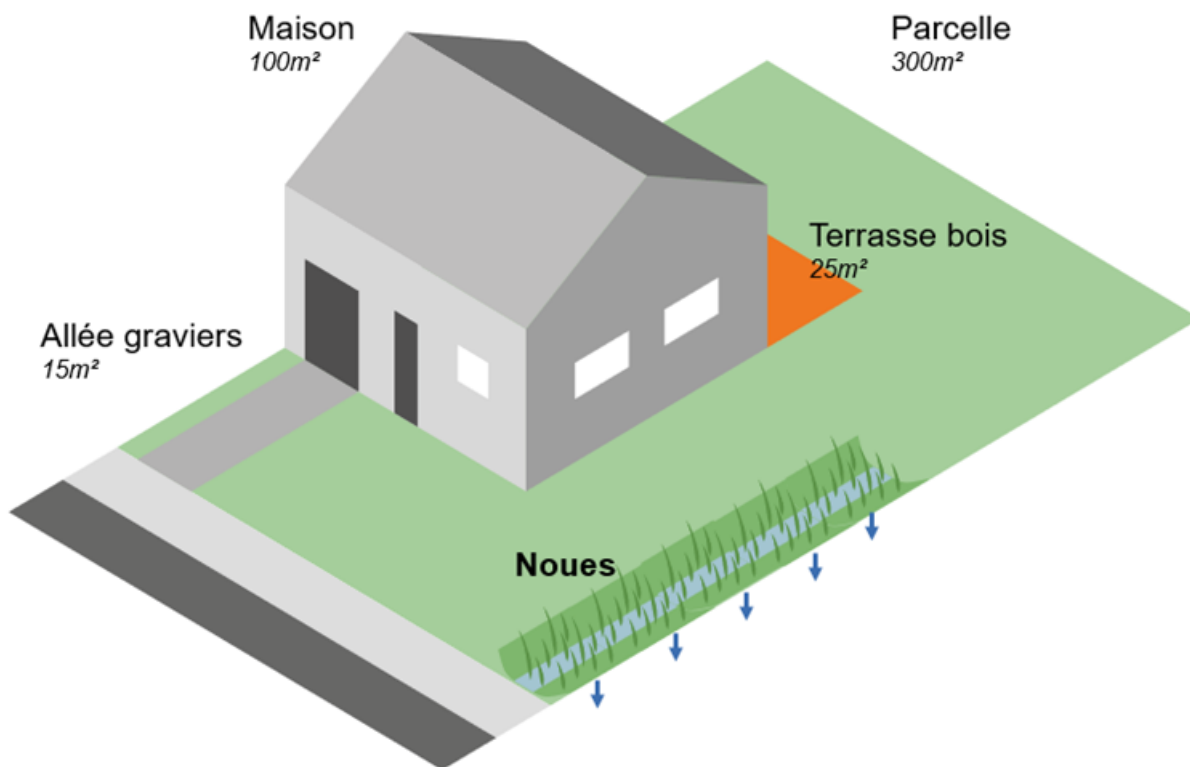 Maison
100m²
Parcelle
300m²
Terrasse bois
25m²
Allée graviers
15m²
Noues